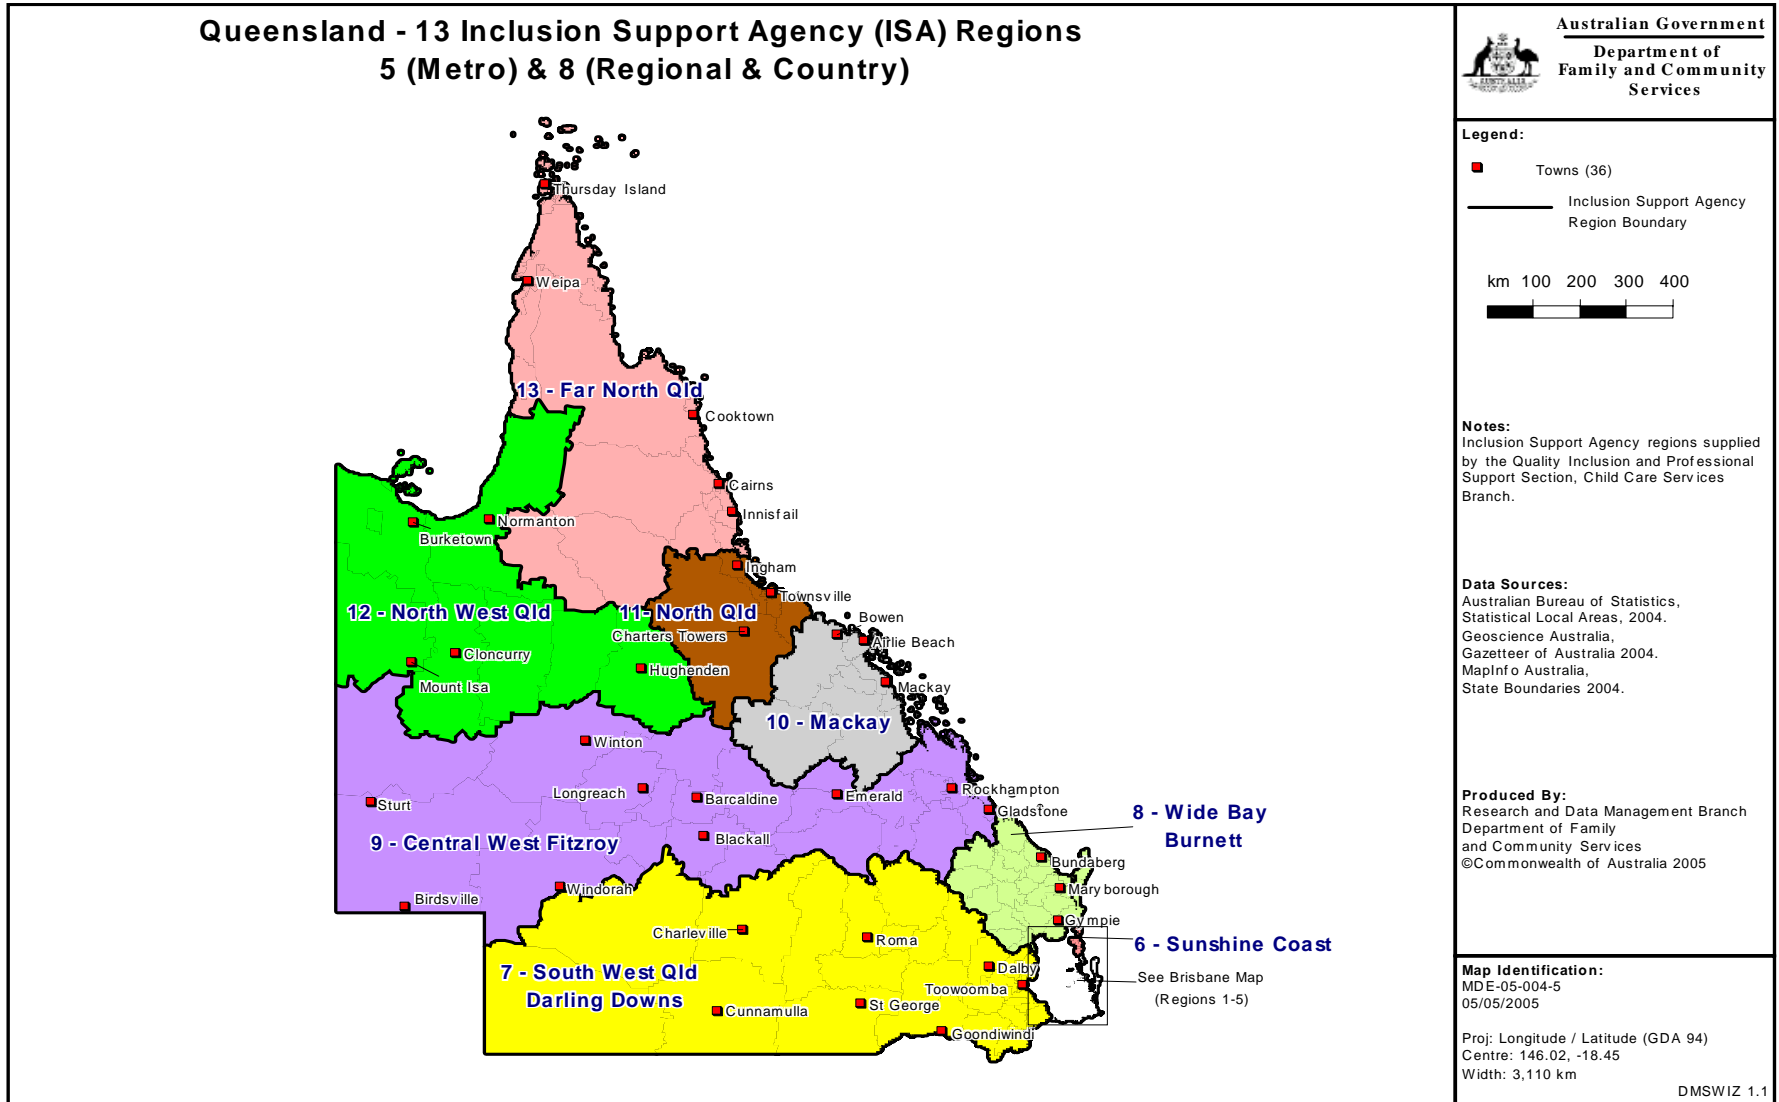 Queensland - 13 Inclusion Support Agency (ISA) Regions
5 (Metro) & 8 (Regional & Country)
Thursday Island
Weipa
13 - Far North Qld
Cooktown
Cairns
Innisfail
Normanton
Burketown
Ingham
Townsville
12 - North West Qld
11- North Qld
Bowen
Charters Towers
Airlie Beach
Cloncurry
Hughenden
Mount Isa
Mackay
10 - Mackay
Winton
Longreach
Barcaldine
Emerald
Rockhampton
Sturt
Gladstone
8 - Wide Bay
Burnett
9 - Central West Fitzroy
Blackall
Bundaberg
Windorah
Maryborough
Birdsville
Gympie
Charleville
Roma
6 - Sunshine Coast
7 - South West Qld
Darling Downs
Dalby
Toowoomba
See Brisbane Map
(Regions 1-5)
Cunnamulla
St George
Goondiwindi
Australian Government
Department of
Family and Community
Services
AUSTRALIA
Legend:
Towns (36)
Inclusion Support Agency
Region Boundary
km 100 200 300 400
Notes:
Inclusion Support Agency regions supplied
by the Quality Inclusion and Professional
Support Section, Child Care Services
Branch.
Data Sources:
Australian Bureau of Statistics,
Statistical Local Areas, 2004.
Geoscience Australia,
Gazetteer of Australia 2004.
MapInfo Australia,
State Boundaries 2004.
Produced By:
Research and Data Management Branch
Department of Family
and Community Services
©Commonwealth of Australia 2005
Map Identification:
MDE-05-004-5
05/05/2005
Proj: Longitude / Latitude (GDA 94)
Centre: 146.02, -18.45
Width: 3,110 km
DMSWIZ 1.1